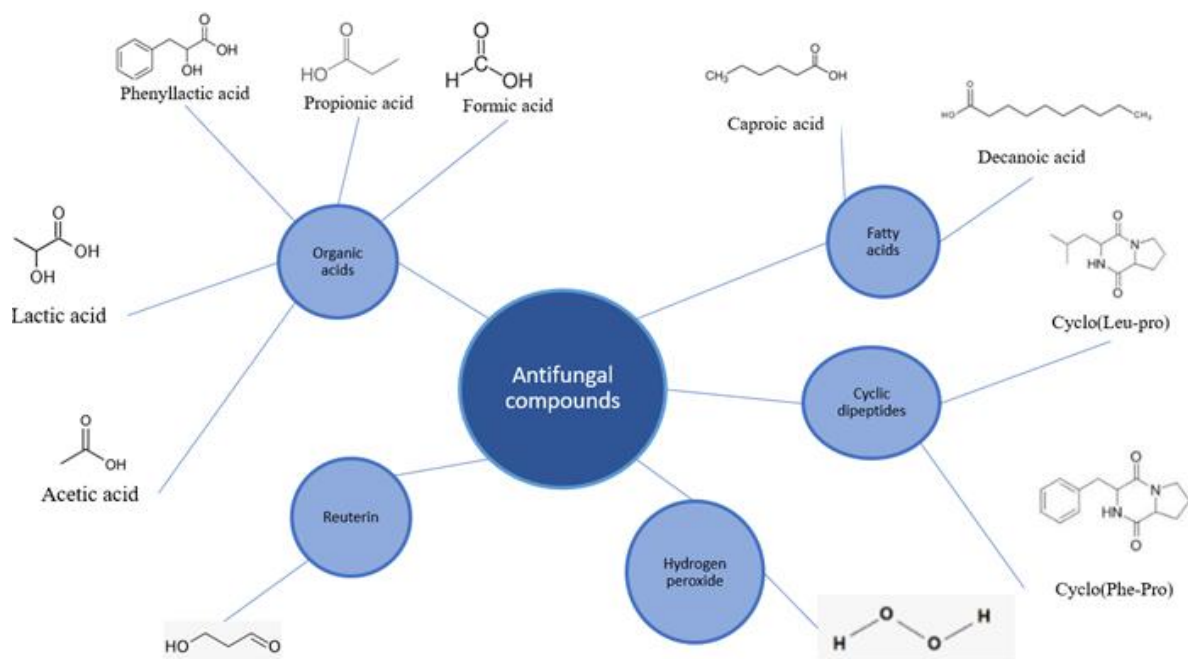 O
OH
OH
Phenyllactic acid
O
HO
Propionic acid
O
H
OH
Formic acid
O
CH3
OH
Caproic acid
O
HO
CH3
Decanoic acid
Organic
acids
Fatty
acids
O
OH
OH
Lactic acid
O
N
HN
O
Cyclo(Leu-pro)
Antifungal
compounds
Cyclic
dipeptides
O
OH
Acetic acid
Reuterin
Hydrogen
peroxide
O
N
HN
O
Cyclo(Phe-Pro)
HO
O
H
O
O
H